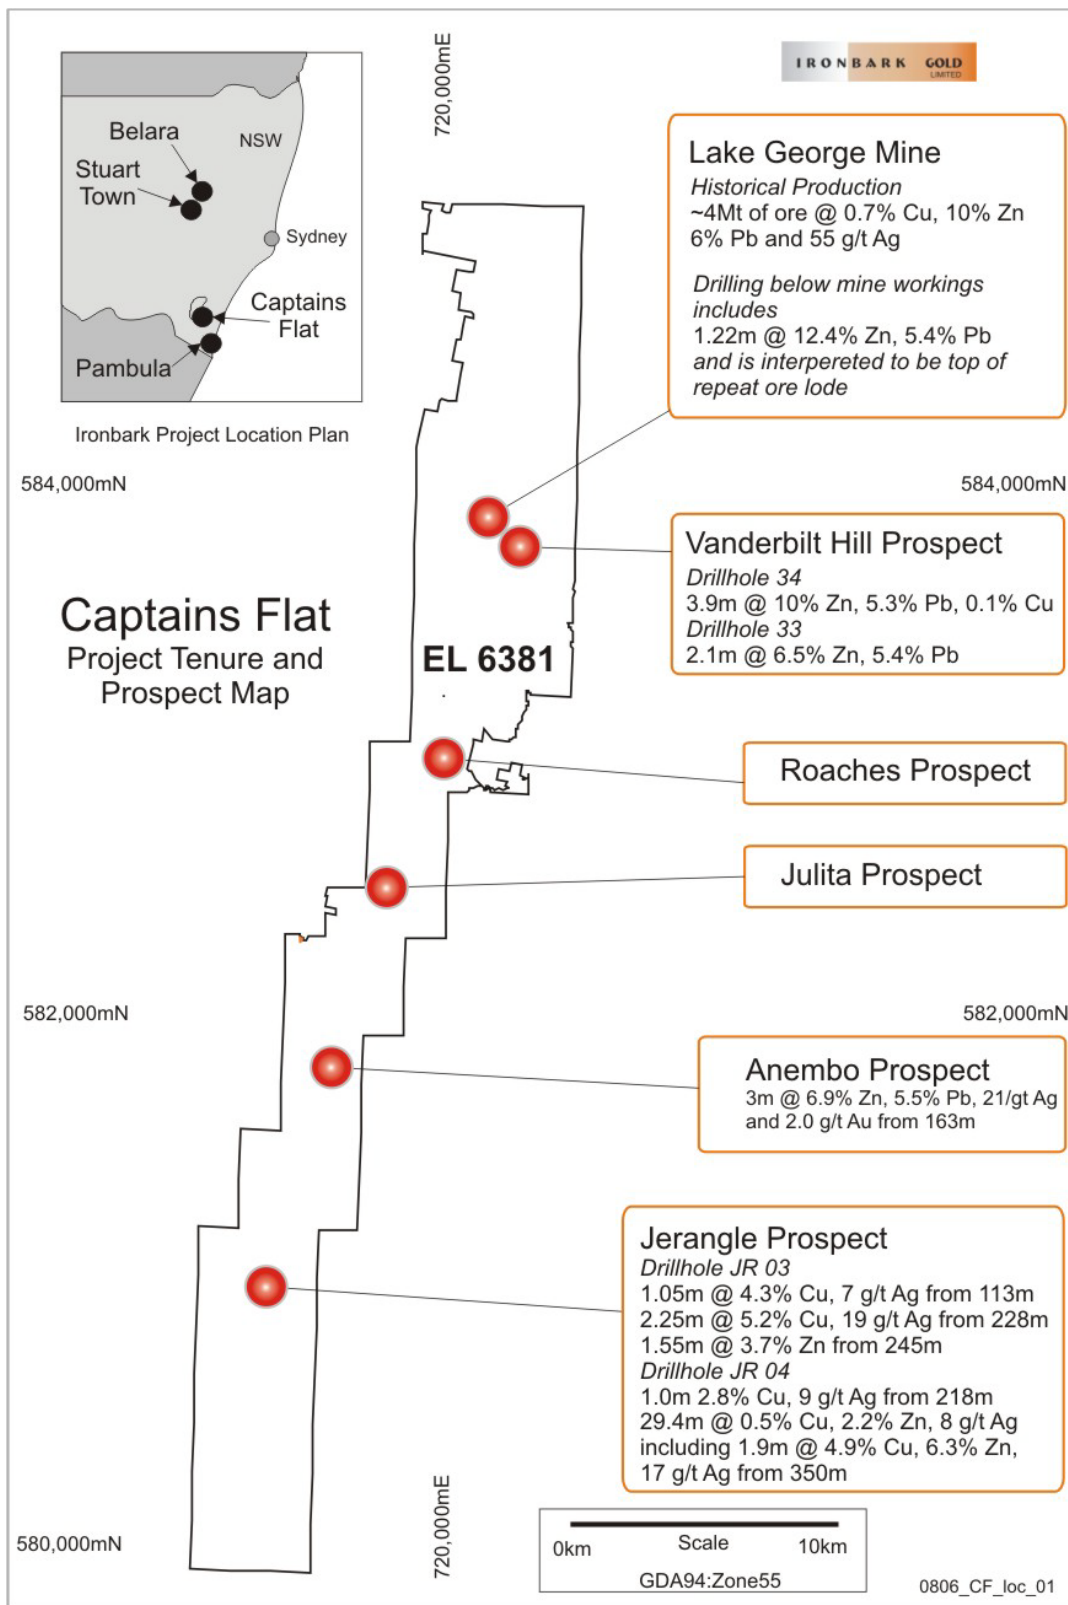 720,000mE
IRONBARK GOLD
LIMITED
Belara
NSW
Stuart
Town
Sydney
Captains
Flat
Pambula
Ironbark Project Location Plan
Lake George Mine
Historical Production
~4Mt of ore @ 0.7% Cu, 10% Zn
6% Pb and 55 g/t Ag
Drilling below mine workings
includes
1.22m @ 12.4% Zn, 5.4% Pb
and is interpereted to be top of
repeat ore lode
584,000mN
584,000mN
Vanderbilt Hill Prospect
Drillhole 34
3.9m @ 10% Zn, 5.3% Pb, 0.1% Cu
Drillhole 33
2.1m @ 6.5% Zn, 5.4% Pb
Captains Flat
Project Tenure and
Prospect Map
EL 6381
Roaches Prospect
Julita Prospect
582,000mN
582,000mN
Anembo Prospect
3m @ 6.9% Zn, 5.5% Pb, 21/gt Ag
and 2.0 g/t Au from 163m
Jerangle Prospect
Drillhole JR 03
1.05m @ 4.3% Cu, 7 g/t Ag from 113m
2.25m @ 5.2% Cu, 19 g/t Ag from 228m
1.55m @ 3.7% Zn from 245m
Drillhole JR 04
1.0m 2.8% Cu, 9 g/t Ag from 218m
29.4m @ 0.5% Cu, 2.2% Zn, 8 g/t Ag
including 1.9m @ 4.9% Cu, 6.3% Zn,
17 g/t Ag from 350m
580,000mN
720,000mE
0km Scale 10km
GDA94:Zone55
0806_CF_loc_01